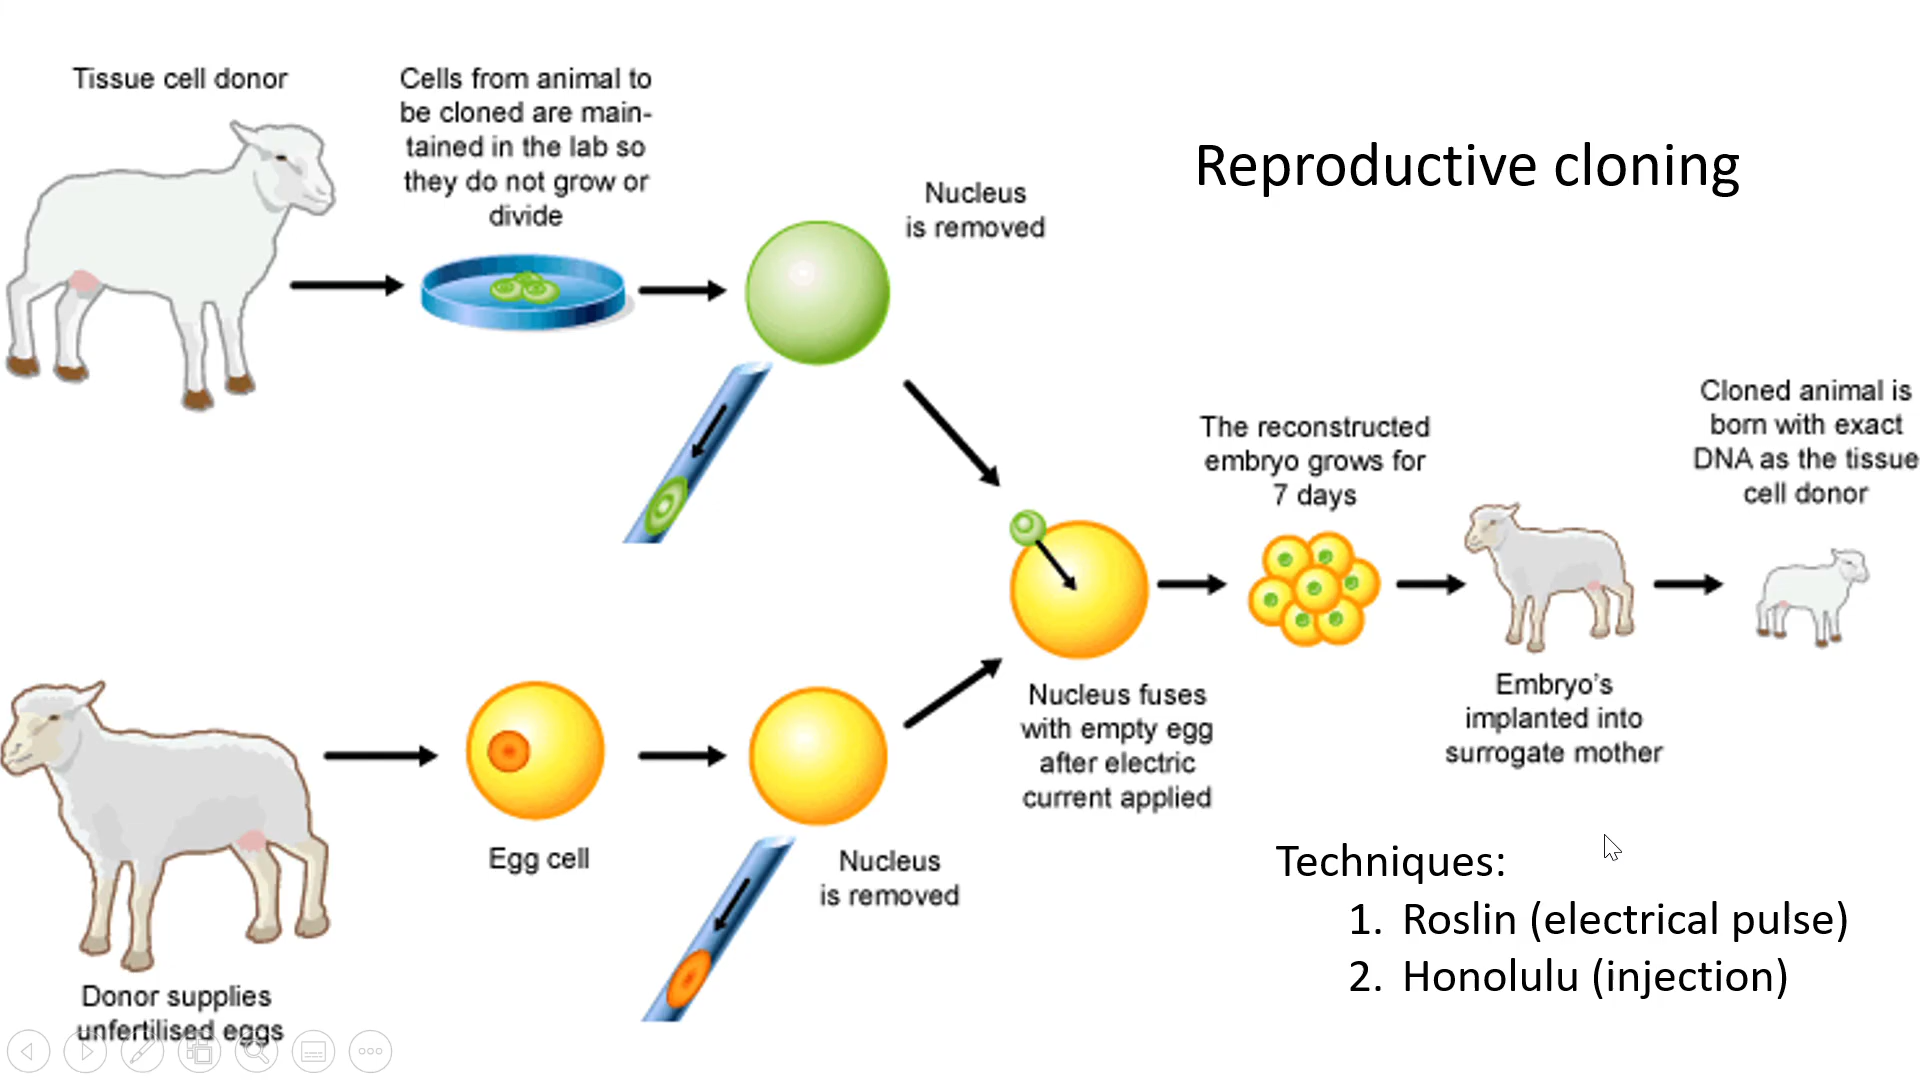 Tissue cell donor
Cells from animal to
be cloned are main-
tained in the lab so
they do not grow or
divide
Nucleus
is removed
Reproductive cloning
The reconstructed
embryo grows for
7 days
Cloned animal is
born with exact
DNA as the tissue
cell donor
Egg cell
Nucleus
is removed
Nucleus fuses
with empty egg
after electric
current applied
Embryo’s
implanted into
surrogate mother
Donor supplies
unfertilised eggs
Techniques:
1. Roslin (electrical pulse)
2. Honolulu (injection)